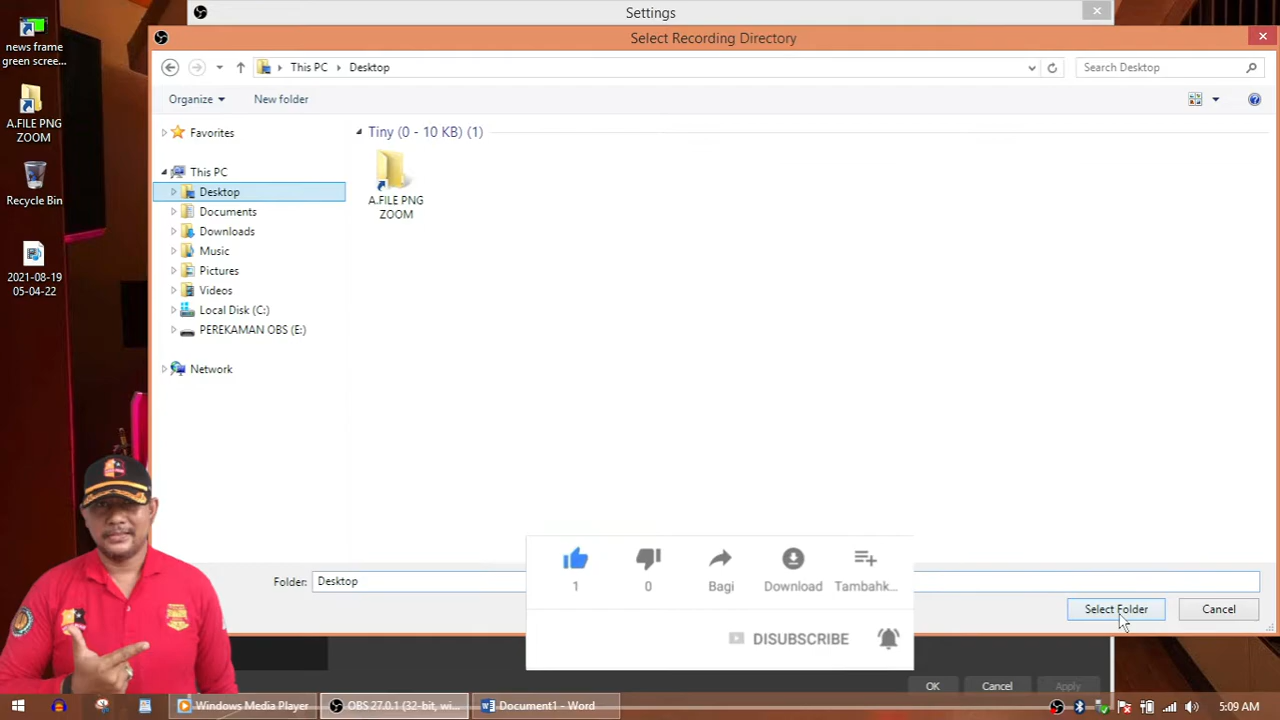 Settings
Select Recording Directory
This PC
Desktop
Search Desktop
Organize
New folder
news frame
green scree...
A.FILE PNG
ZOOM
Recycle Bin
2021-08-19
05-04-22
Favorites
This PC
Desktop
Documents
Downloads
Music
Pictures
Videos
Local Disk (C:)
PEREKAMAN OBS (E:)
Network
Tiny (0 - 10 KB) (1)
A.FILE PNG
ZOOM
Folder:
Desktop
Select Folder
Cancel
1
0
Bagi
Download
Tambahk...
DISUBSCRIBE
OK
Cancel
Apply
Windows Media Player
OBS 27.0.1 (32-bit, wi...
Document1 - Word
5:09 AM